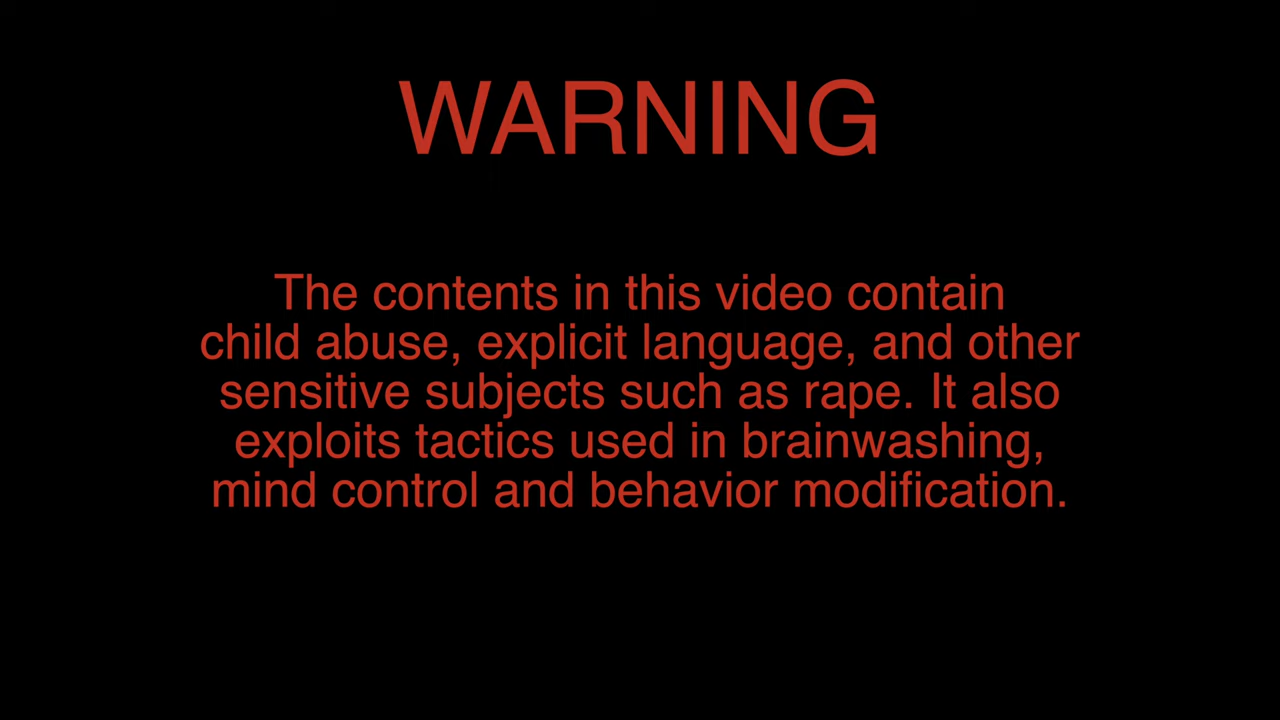 WARNING
The contents in this video contain
child abuse, explicit language, and other
sensitive subjects such as rape. It also
exploits tactics used in brainwashing,
mind control and behavior modification.